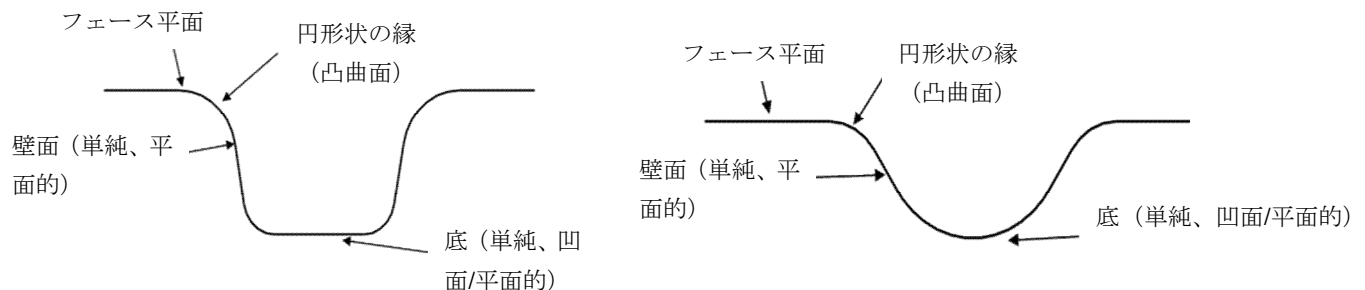 フェース平面
円形状の縁
（凸曲面）
壁面（単純、平
面的）
底（単純、凹
面/平面的）
フェース平面
円形状の縁
（凸曲面）
壁面（単純、平
面的）
底（単純、凹面/平面的）